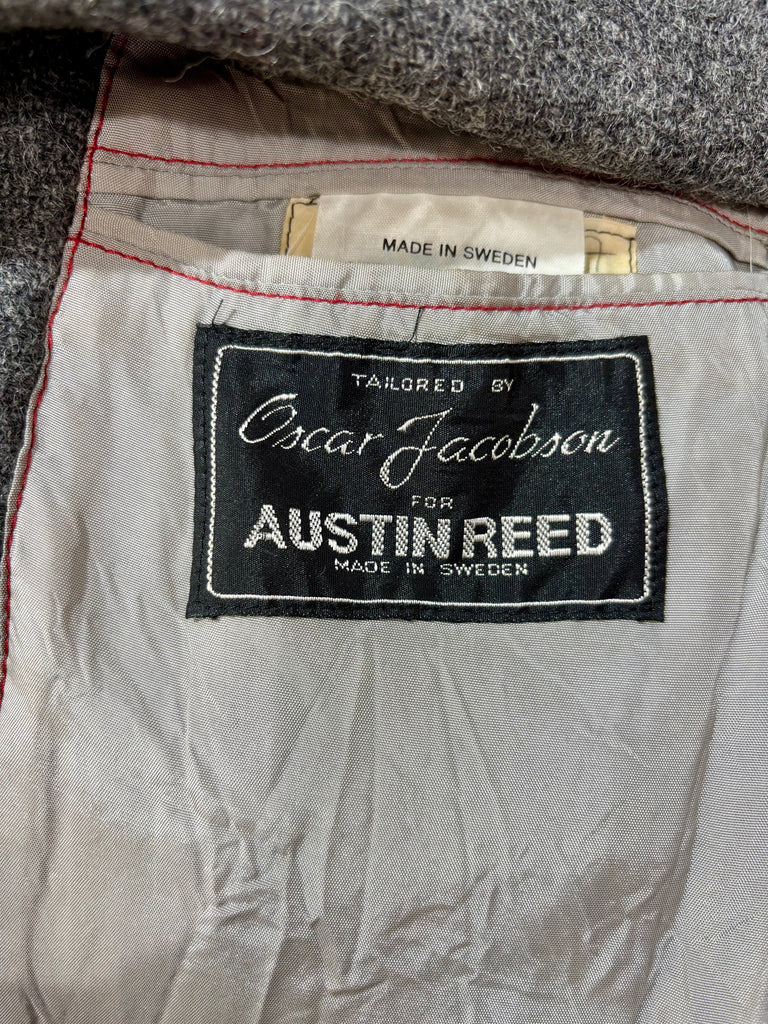 MADE IN SWEDEN
TAILORED BY
Oscar Jacobson
FOR
AUSTIN REED
MADE IN SWEDEN